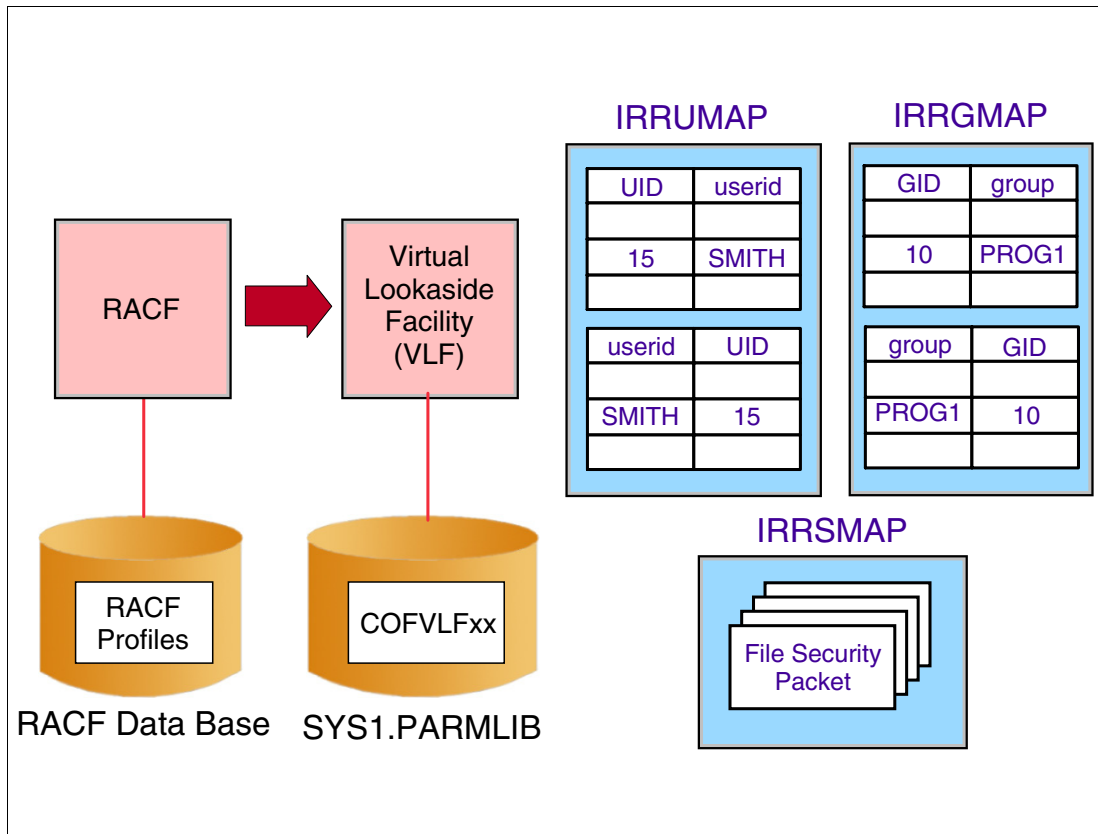 RACF
RACF
Profiles
RACF Data Base
Virtual
Lookaside
Facility
(VLF)
COFVLFxx
SYS1.PARMLIB
IRRUMAP
UID userid
15 SMITH
userid UID
SMITH 15
IRRGMAP
GID group
10 PROG1
group GID
PROG1 10
IRRSMAP
File Security
Packet